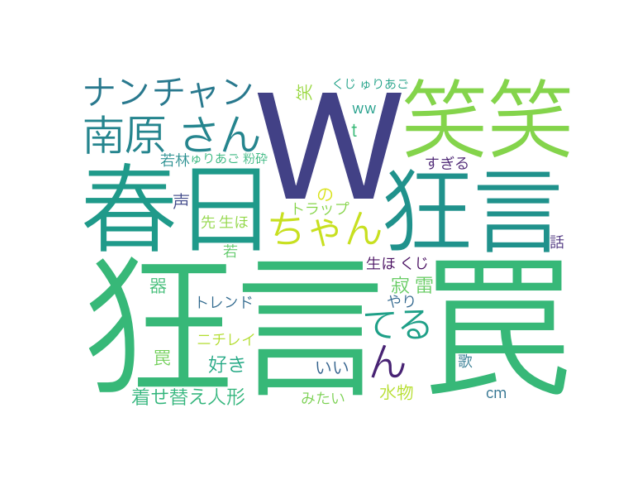 くじ ゅりあご
ナンチャン
W
笑
笑笑
ww
南原 さん
t
若林
ゅりあご 粉砕
すぎる
春日
狂言
声
の
トラップ
先 生ほ
ちゃん
若
話
生ほ くじ
狂言 罠
器
寂 雷
トレンド
やり
てる
ニチレイ
罠
好き
いい
ん
歌
着せ替え人形
みたい
水物
cm